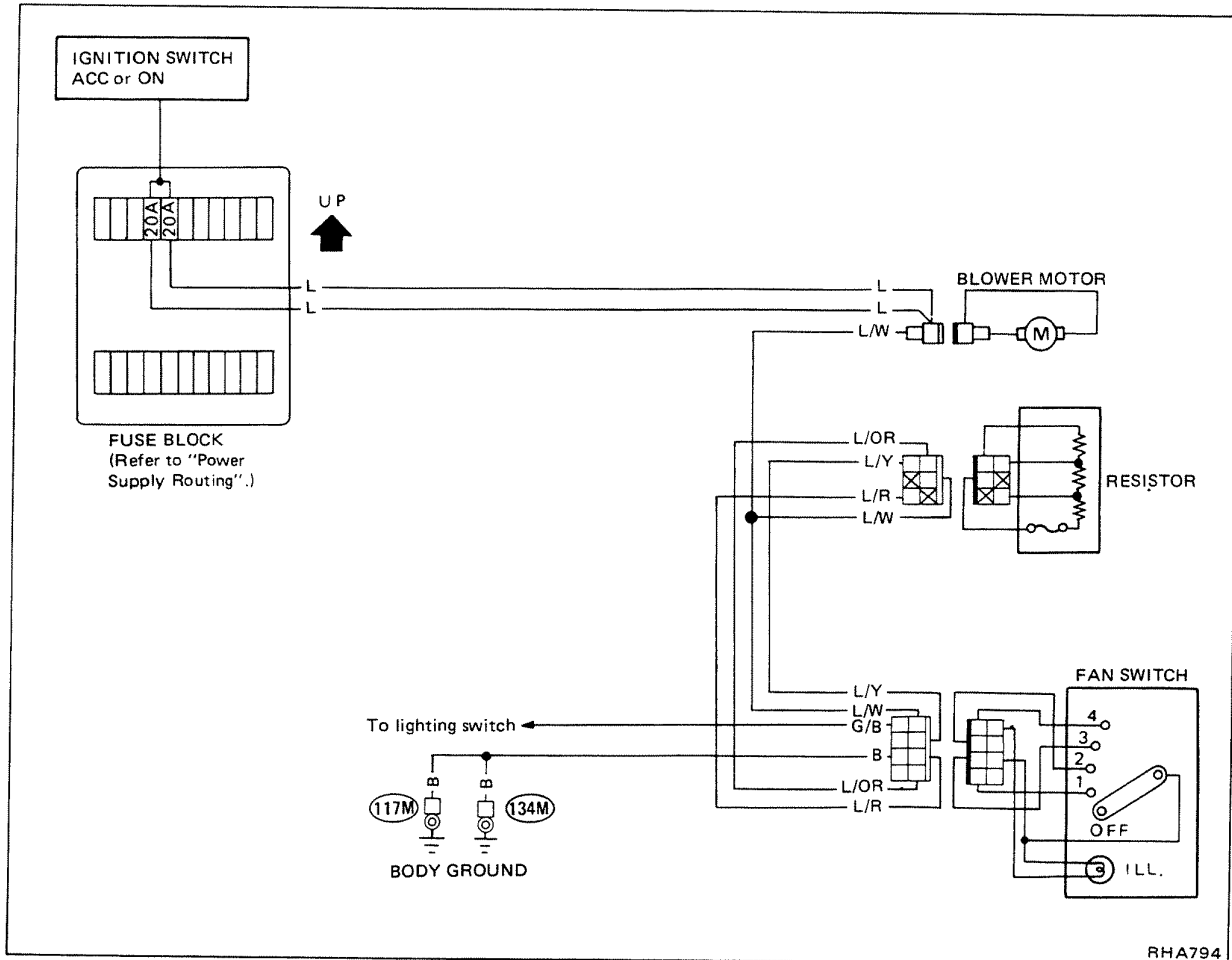 IGNITION SWITCH
ACC or ON
20A
20A
UP
L
L
L
L
L/W
BLOWER MOTOR
M
FUSE BLOCK
(Refer to "Power
Supply Routing".)
L/OR
L/Y
L/R
L/W
RESISTOR
FAN SWITCH
L/Y
L/W
To lighting switch
G/B
B
L/OR
L/R
4
3
2
1
OFF
ILL.
B
B
117M
134M
BODY GROUND
RHA794